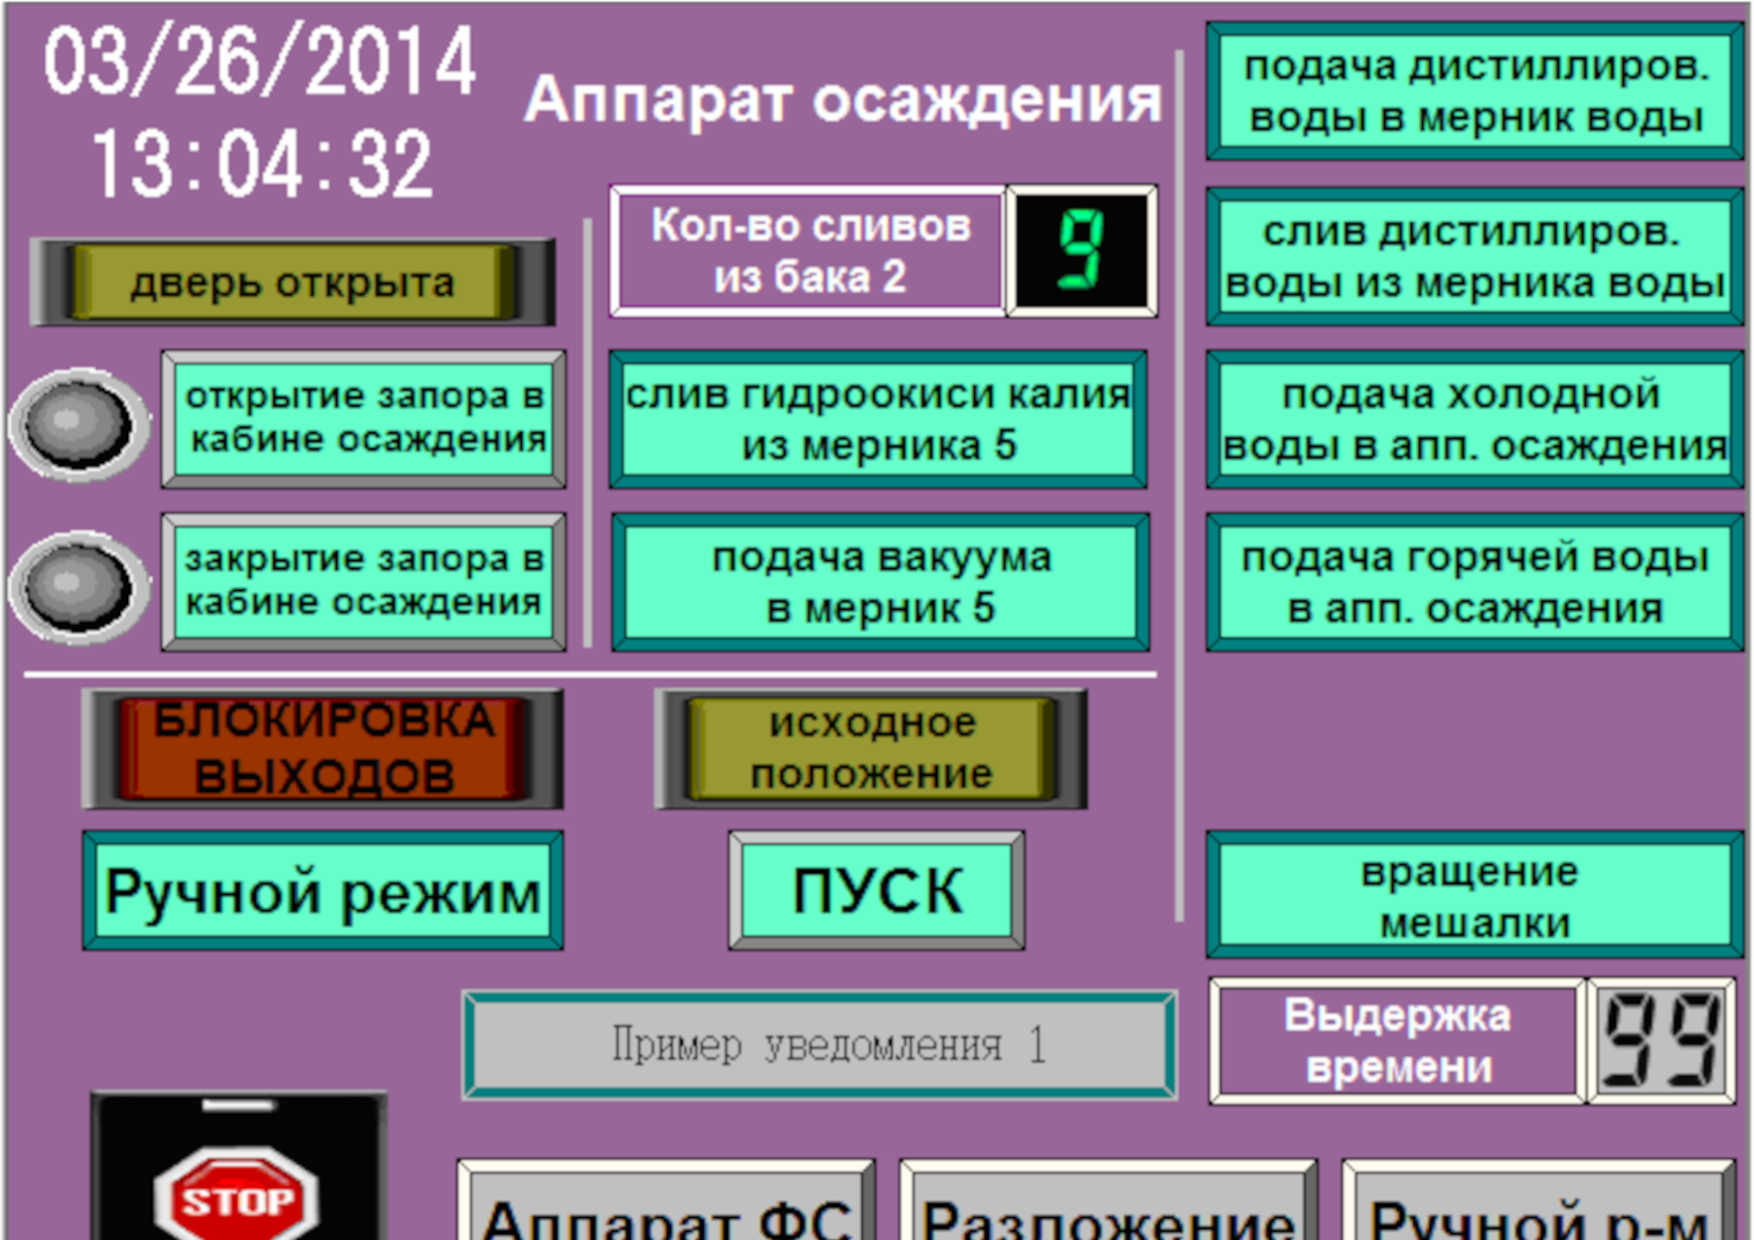 03/26/2014
13:04:32
Аппарат осаждения
дверь открыта
Кол-во сливов
из бака 2
9
открытие запора в
кабине осаждения
слив гидроокиси калия
из мерника 5
закрытие запора в
кабине осаждения
подача вакуума
в мерник 5
подача дистиллиров.
воды в мерник воды
слив дистиллиров.
воды из мерника воды
подача холодной
воды в апп. осаждения
подача горячей воды
в апп. осаждения
БЛОКИРОВКА
ВЫХОДОВ
исходное
положение
Ручной режим
ПУСК
вращение
мешалки
Пример уведомления 1
Выдержка
времени
99
STOP
Аппарат ФС
Разложение
Ручной р-м